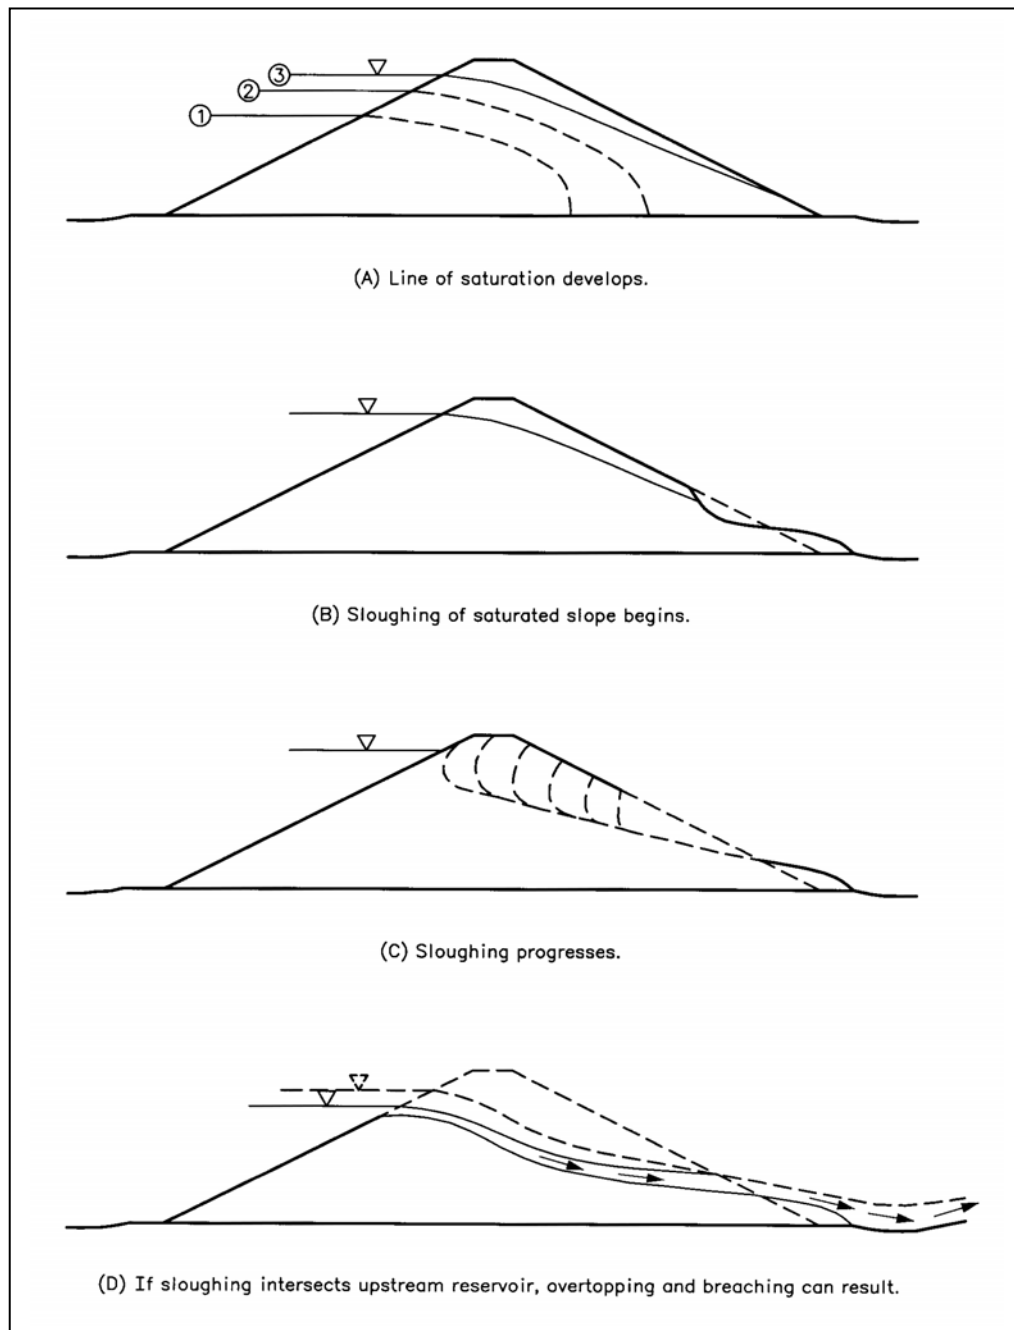 ③
②
①
(A) Line of saturation develops.
(B) Sloughing of saturated slope begins.
(C) Sloughing progresses.
(D) If sloughing intersects upstream reservoir, overtopping and breaching can result.